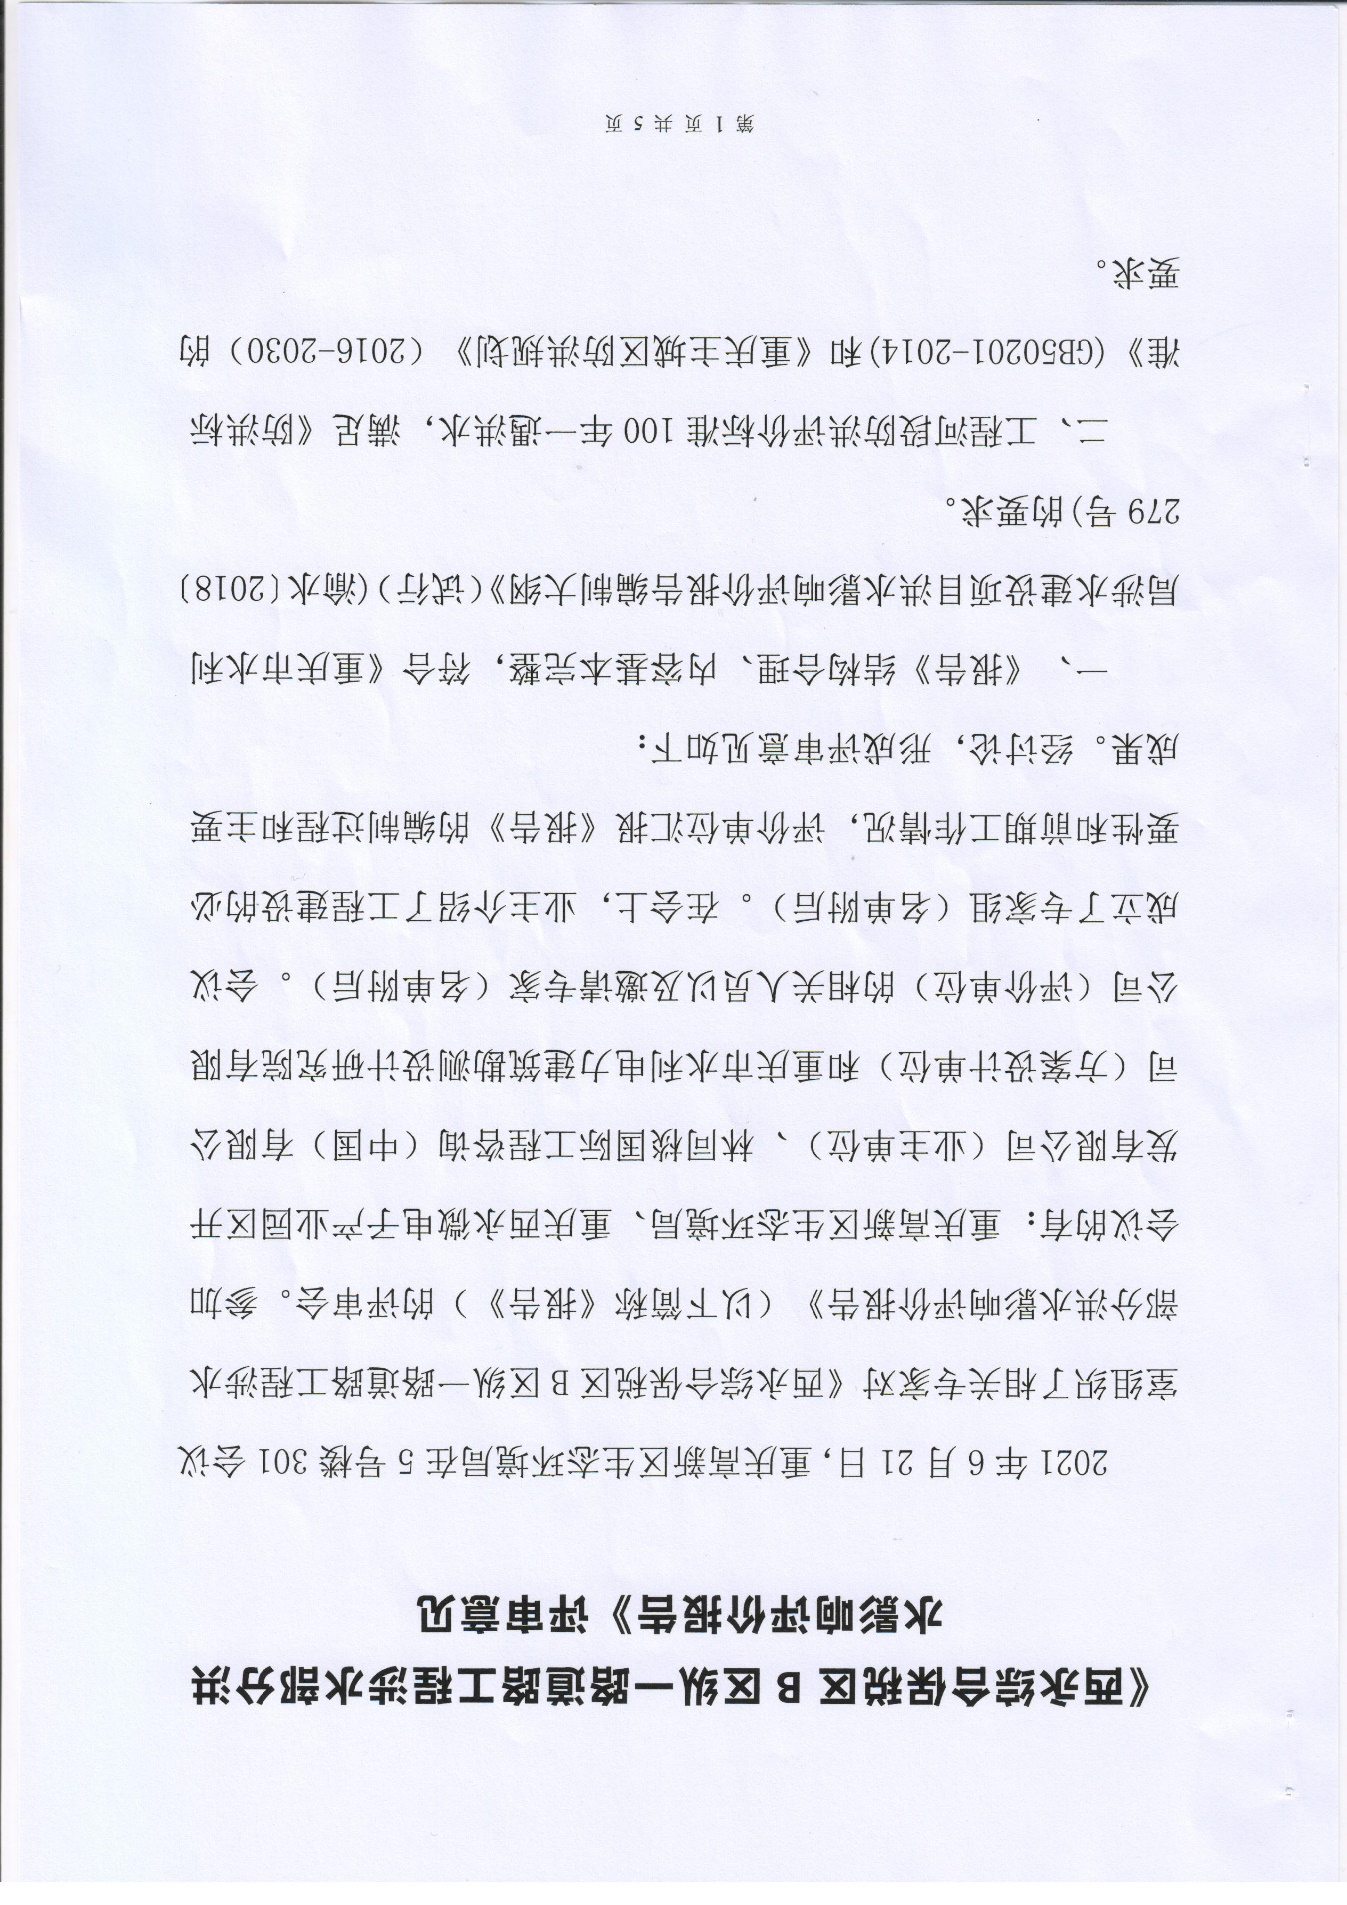 《西永综合保税区 B 区纵一路道路工程涉水部分洪
水影响评价报告》评审意见
2021 年 6 月 21 日，重庆高新区生态环境局在 5 号楼 301 会议
室组织了相关专家对《西永综合保税区 B 区纵一路道路工程涉水
部分洪水影响评价报告》（以下简称《报告》）的评审会。参加
会议的有：重庆高新区生态环境局、重庆西永微电子产业园区开
发有限公司（业主单位）、林同棪国际工程咨询（中国）有限公
司（方案设计单位）和重庆市水利电力建筑勘测设计研究院有限
公司（评价单位）的相关人员以及邀请专家（名单附后）。会议
成立了专家组（名单附后）。在会上，业主介绍了工程建设的必
要性和前期工作情况，评价单位汇报《报告》的编制过程和主要
成果。经讨论，形成评审意见如下：
一、《报告》结构合理、内容基本完整，符合《重庆市水利
局涉水建设项目洪水影响评价报告编制大纲》（试行）(渝水〔2018〕
279 号)的要求。
二、工程河段防洪评价标准 100 年一遇洪水，满足《防洪标
准》(GB50201-2014)和《重庆主城区防洪规划》（2016-2030）的
要求。
第 1 页 共 5 页